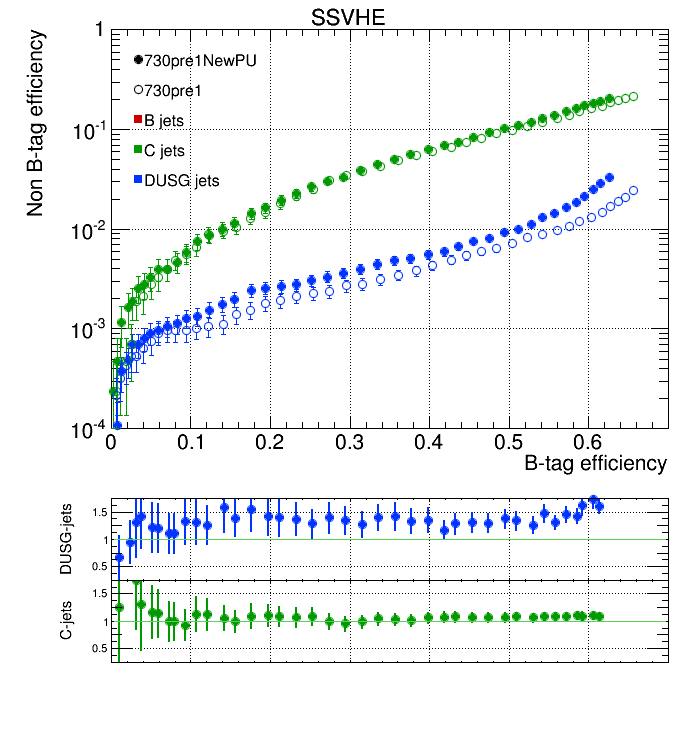 SSVHE
Non B-tag efficiency
1
10-1
10-2
10-3
10-4
730pre1NewPU
730pre1
B jets
C jets
DUSG jets
0 0.1 0.2 0.3 0.4 0.5 0.6
B-tag efficiency
DUSG-jets
1.5
1
0.5
C-jets
1.5
1
0.5